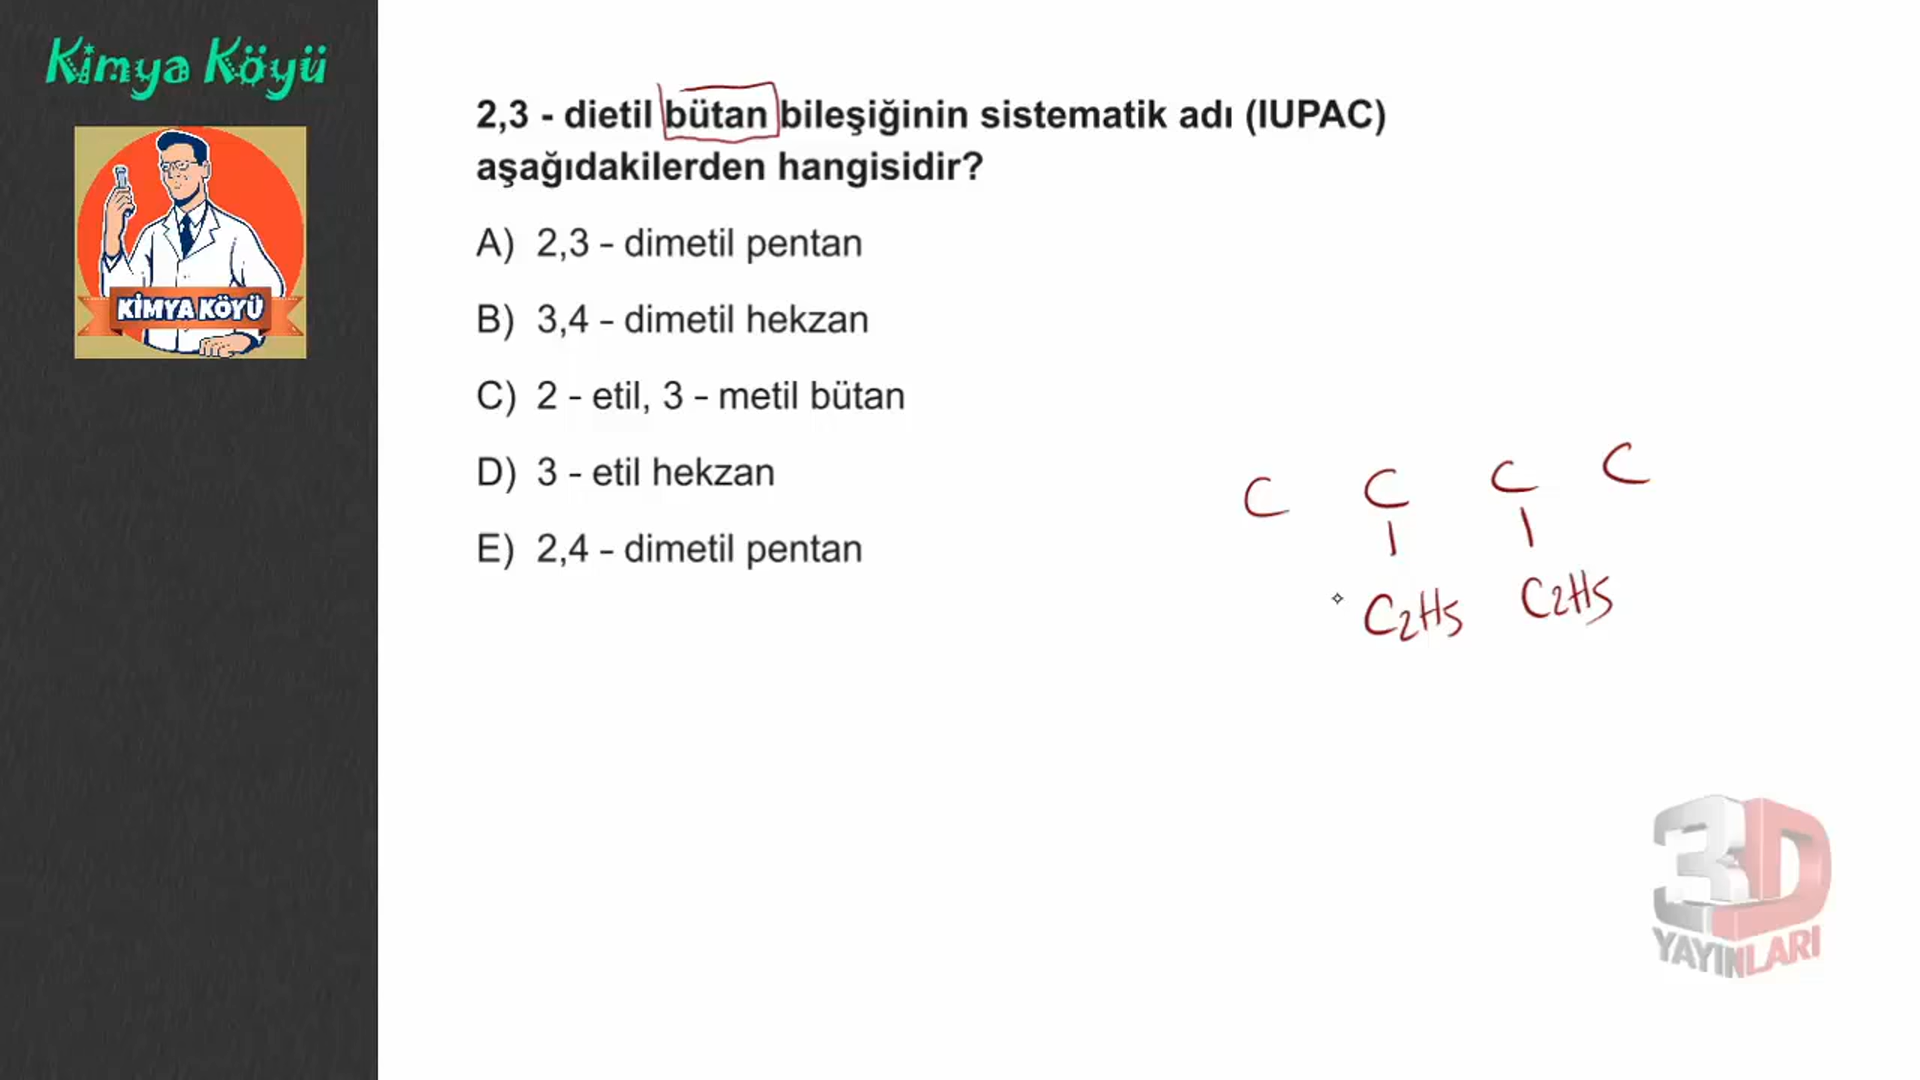 Kimya Köyü
KİMYA KÖYÜ
2,3 - dietil bütan bileşiğinin sistematik adı (IUPAC)
aşağıdakilerden hangisidir?
A) 2,3 – dimetil pentan
B) 3,4 – dimetil hekzan
C) 2 - etil, 3 – metil bütan
D) 3 - etil hekzan
E) 2,4 – dimetil pentan
C C C C
C2H5 C2H5
3D
YAYINLARI